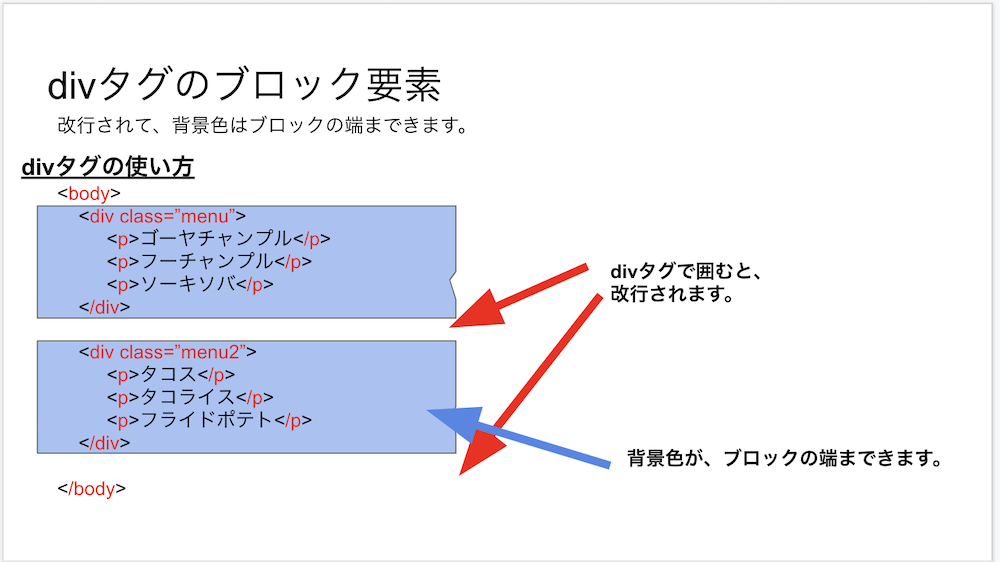 divタグのブロック要素
改行されて、背景色はブロックの端まできます。
divタグの使い方
<body>
<div class=”menu”>
<p>ゴーヤチャンプル</p>
<p>フーチャンプル</p>
<p>ソーキソバ</p>
</div>
divタグで囲むと、
改行されます。
<div class=”menu2”>
<p>タコス</p>
<p>タコライス</p>
<p>フライドポテト</p>
</div>
背景色が、ブロックの端まできます。
</body>